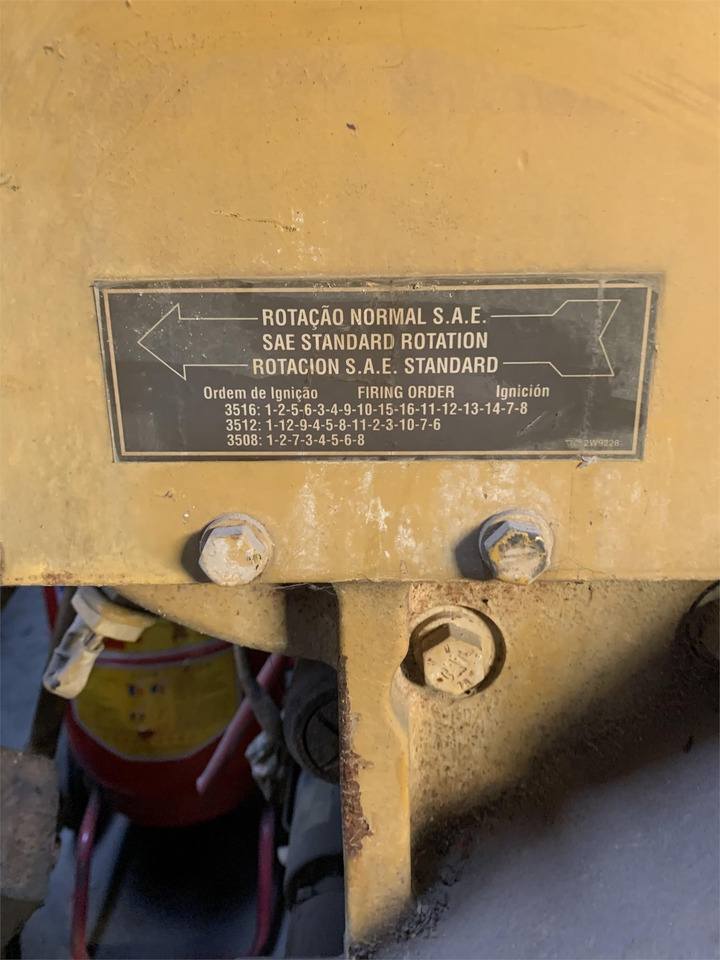 ROTAÇÃO NORMAL S.A.E.
SAE STANDARD ROTATION
ROTACION S.A.E. STANDARD
Ordem de Ignição FIRING ORDER Ignición
3516: 1-2-5-6-3-4-9-10-15-16-11-12-13-14-7-8
3512: 1-12-9-4-5-8-11-2-3-10-7-6
3508: 1-2-7-3-4-5-6-8
2W9228